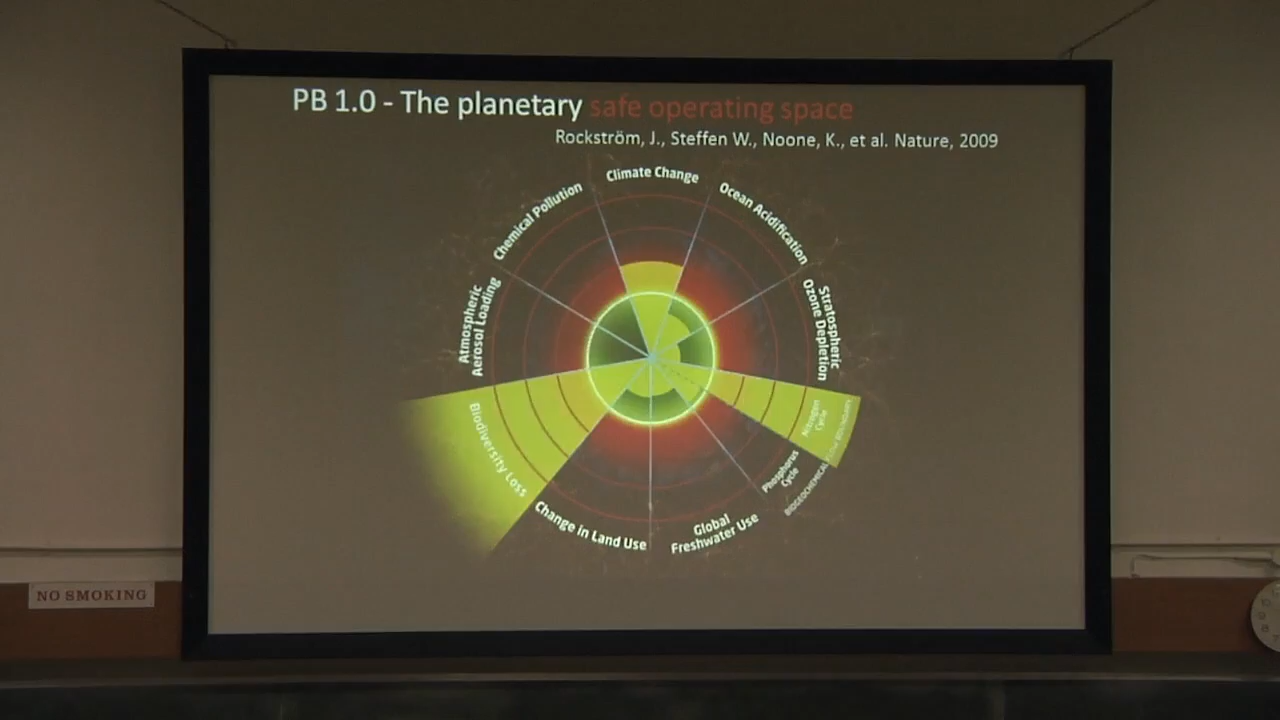 PB 1.0 - The planetary safe operating space
Rockström, J., Steffen W., Noone, K., et al. Nature, 2009
Climate Change
Ocean Acidification
Stratospheric
Ozone Depletion
Nitrogen
Cycle
Phosphorus
Cycle
BIOGEOCHEMICAL
BOUNDARY
Global
Freshwater Use
Change in Land Use
Biodiversity Loss
Atmospheric
Aerosol Loading
Chemical Pollution
NO SMOKING